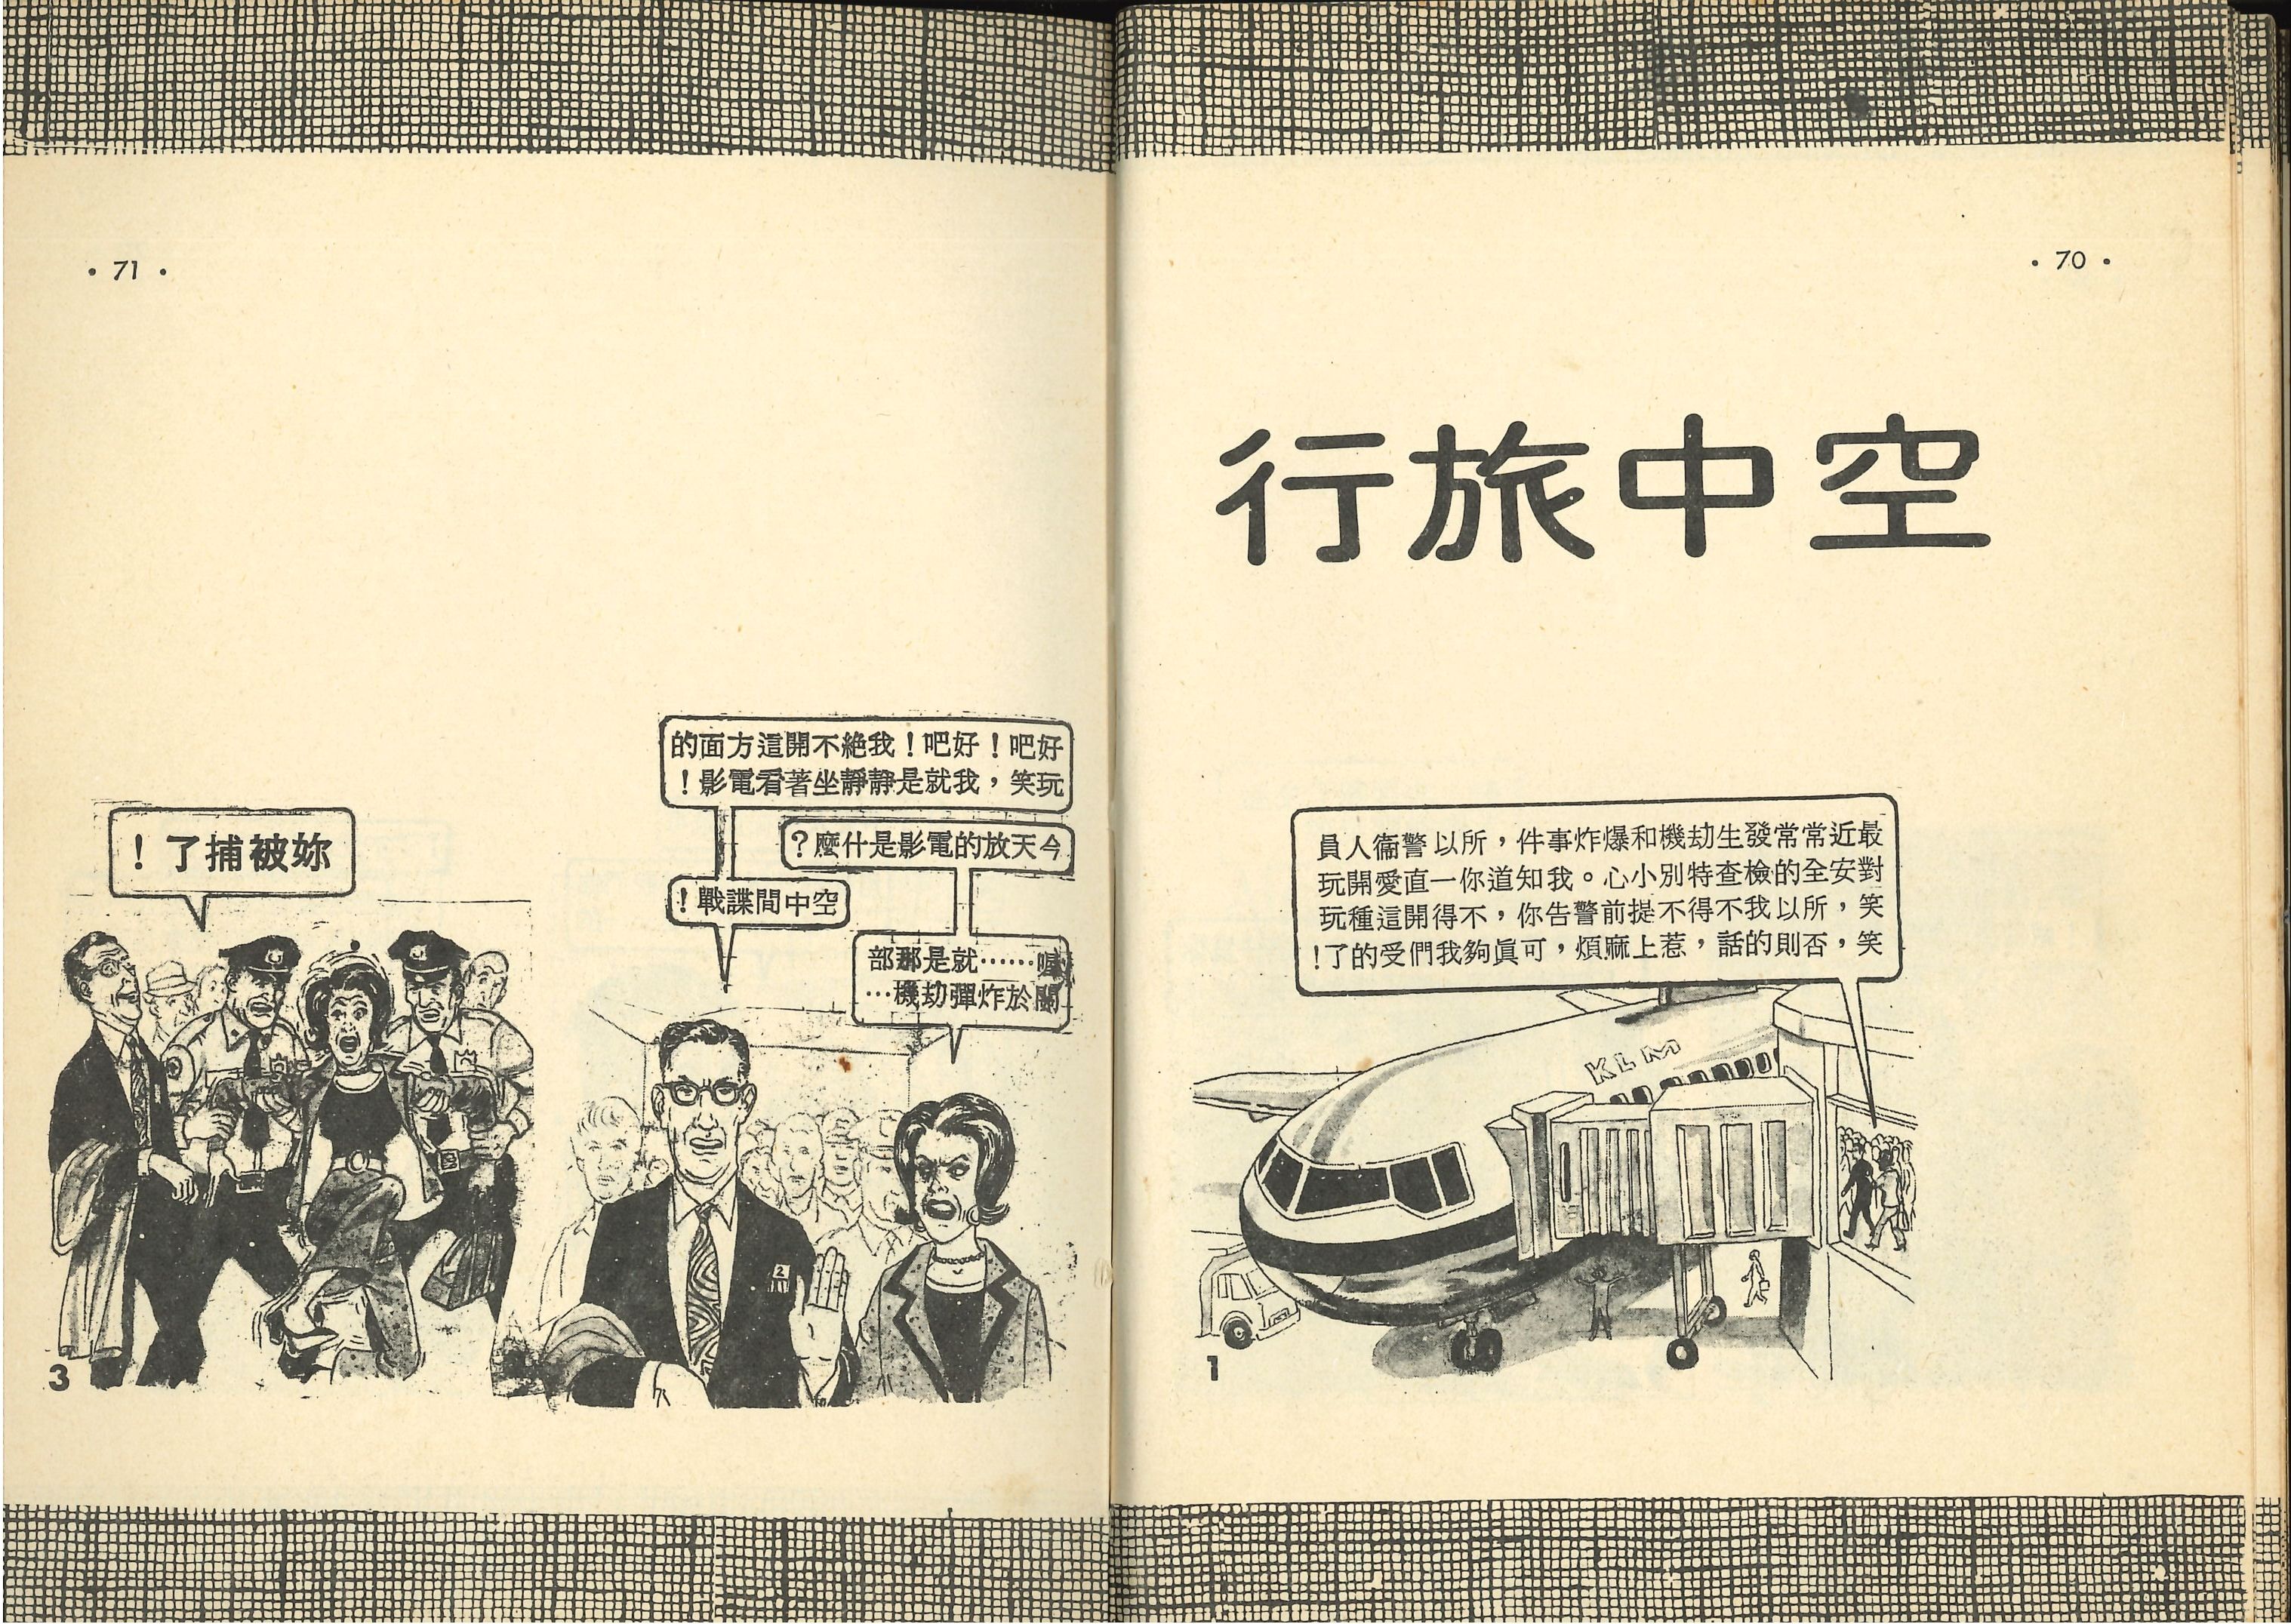 70
空中旅行
最近常常發生劫機和爆炸事件，所以警衞人員
對安全的檢查特別小心。我知道你一直愛開玩
笑，所以我不得不提前警告你，不得開這種玩
笑，否則的話，惹上麻煩，可眞夠我們受的了!
KLM
1
71
好吧！好吧！我絕不開這方面的
玩笑，我就是靜靜坐著看電影！
今天放的電影是什麼？
空中間諜戰！
……就是那部
關於炸彈劫機…
2
妳被捕了！
3